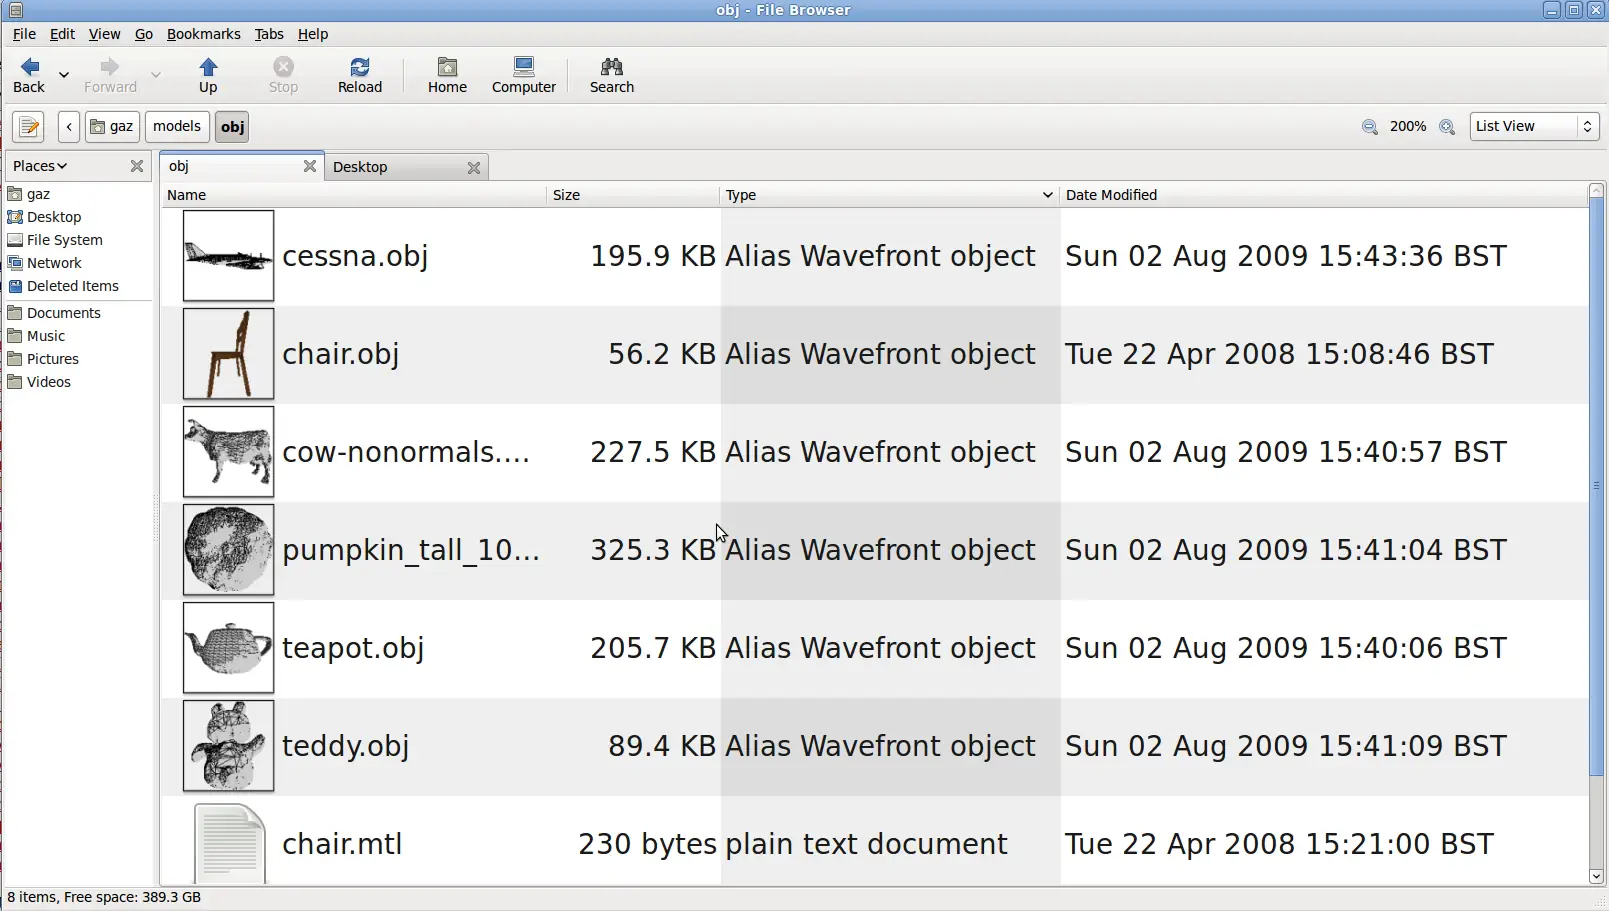 obj - File Browser
File Edit View Go Bookmarks Tabs Help
Back Forward Up Stop Reload Home Computer Search
gaz models obj 200% List View
Places obj Desktop
Name Size Type Date Modified
gaz
Desktop
File System
Network
Deleted Items
Documents
Music
Pictures
Videos
cessna.obj 195.9 KB Alias Wavefront object Sun 02 Aug 2009 15:43:36 BST
chair.obj 56.2 KB Alias Wavefront object Tue 22 Apr 2008 15:08:46 BST
cow-nonormals.... 227.5 KB Alias Wavefront object Sun 02 Aug 2009 15:40:57 BST
pumpkin_tall_10... 325.3 KB Alias Wavefront object Sun 02 Aug 2009 15:41:04 BST
teapot.obj 205.7 KB Alias Wavefront object Sun 02 Aug 2009 15:40:06 BST
teddy.obj 89.4 KB Alias Wavefront object Sun 02 Aug 2009 15:41:09 BST
chair.mtl 230 bytes plain text document Tue 22 Apr 2008 15:21:00 BST
8 items, Free space: 389.3 GB